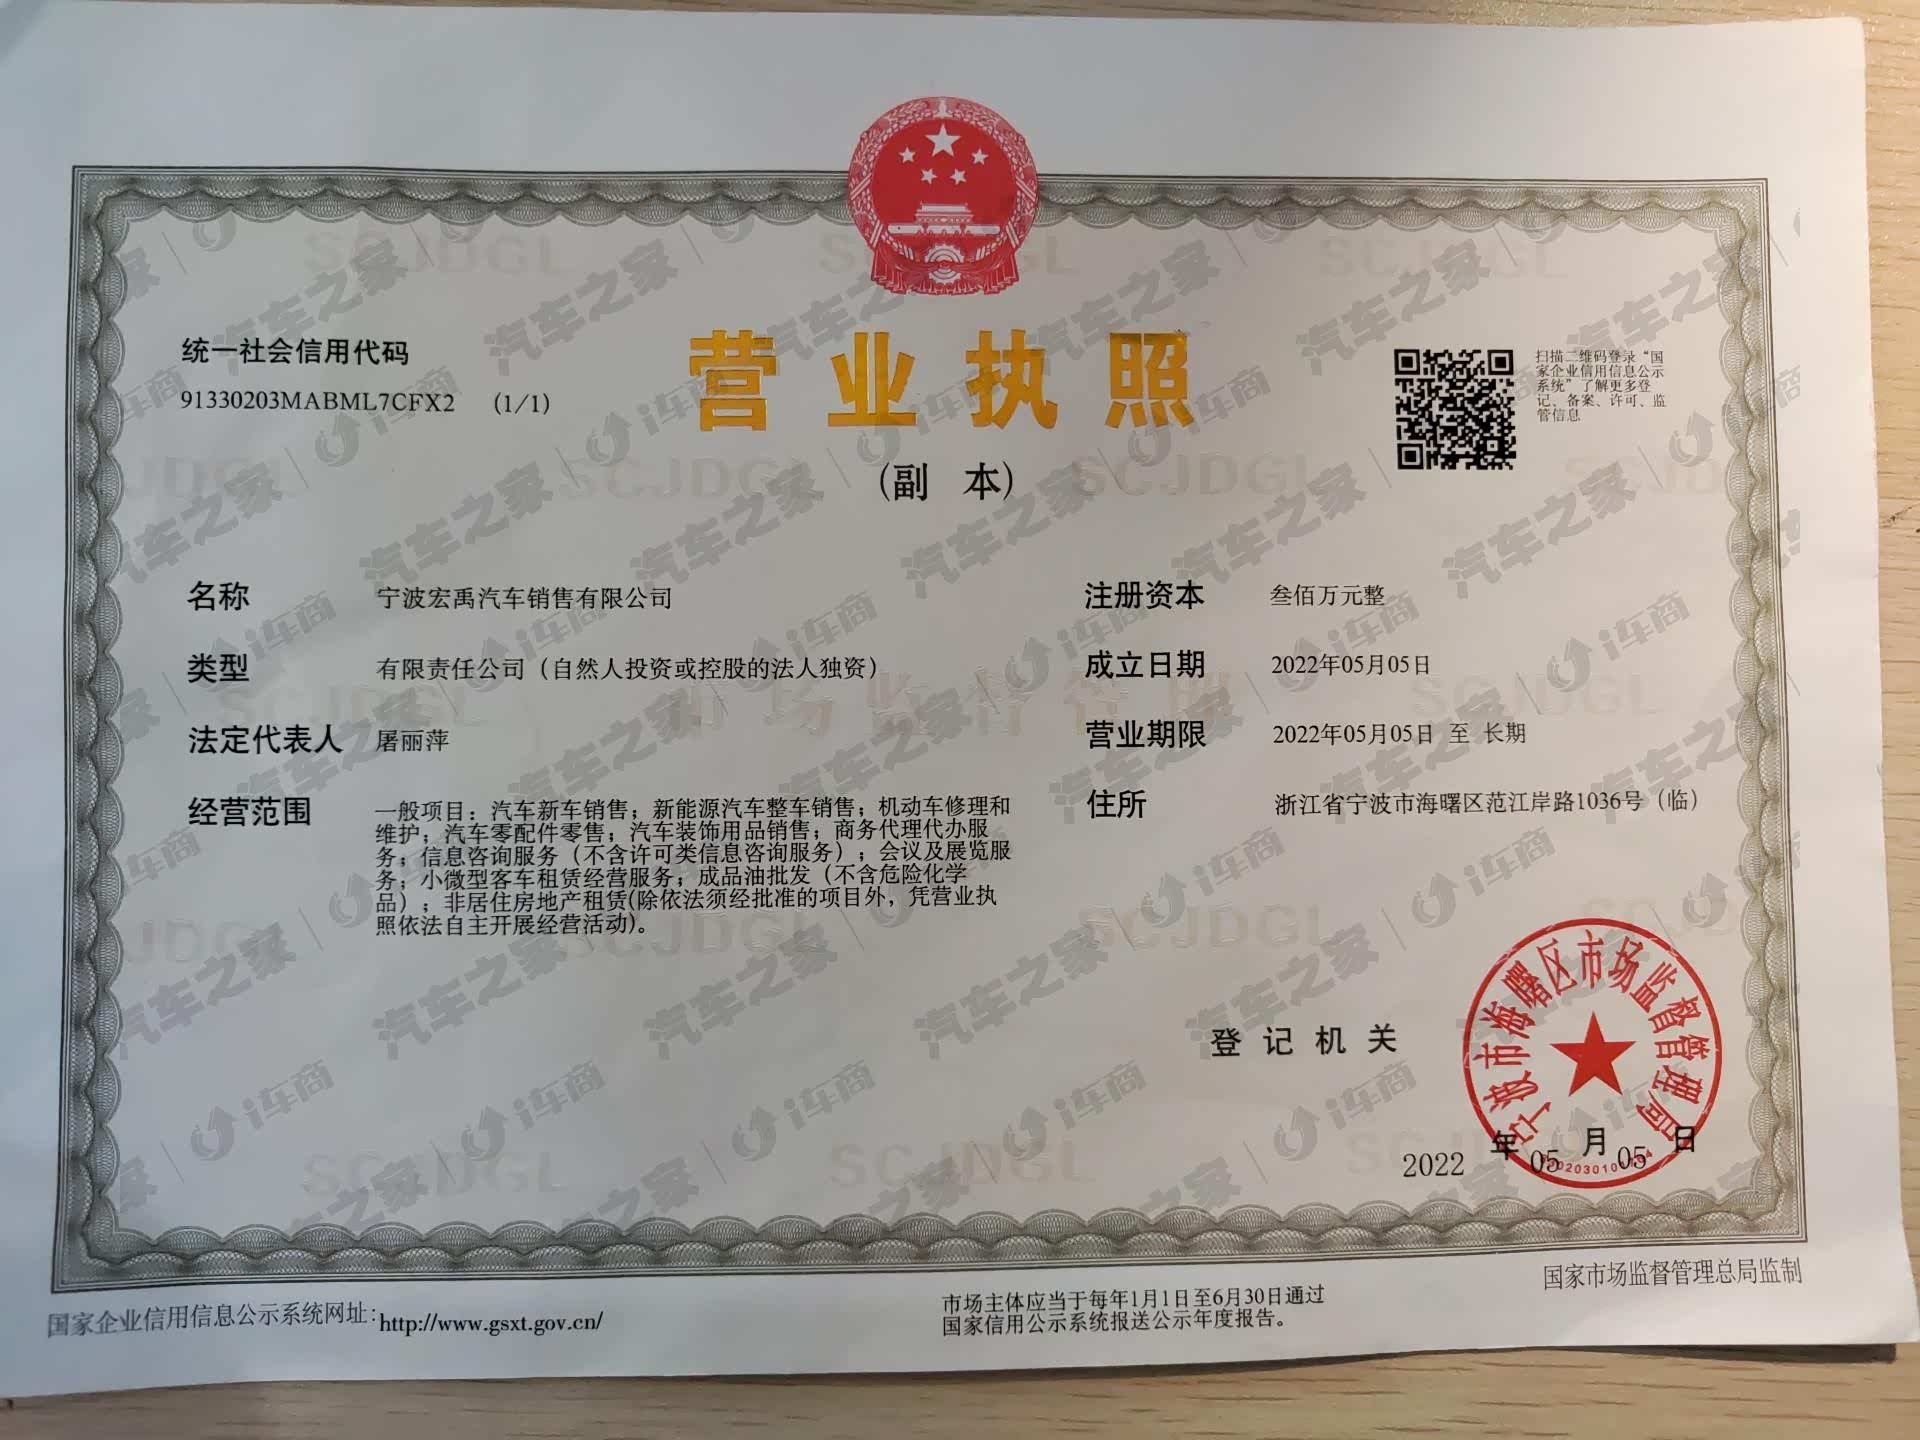 统一社会信用代码
91330203MABML7CFX2 (1/1)
营业执照
(副 本)
扫描二维码登录“国
家企业信用信息公示
系统”了解更多登
记、备案、许可、监
管信息
名称 宁波宏禹汽车销售有限公司
类型 有限责任公司（自然人投资或控股的法人独资）
法定代表人 屠丽萍
经营范围 一般项目：汽车新车销售；新能源汽车整车销售；机动车修理和
维护；汽车零配件零售；汽车装饰用品销售；商务代理代办服
务；信息咨询服务（不含许可类信息咨询服务）；会议及展览服
务；小微型客车租赁经营服务；成品油批发（不含危险化学
品）；非居住房地产租赁(除依法须经批准的项目外，凭营业执
照依法自主开展经营活动)。
注册资本 叁佰万元整
成立日期 2022年05月05日
营业期限 2022年05月05日 至 长期
住所 浙江省宁波市海曙区范江岸路1036号（临）
登记机关
宁波市海曙区市场监督管理局
2022 年 05 月 05 日
国家企业信用信息公示系统网址：http://www.gsxt.gov.cn/
市场主体应当于每年1月1日至6月30日通过
国家信用公示系统报送公示年度报告。
国家市场监督管理总局监制
汽车之家 i车商
SCJDGL